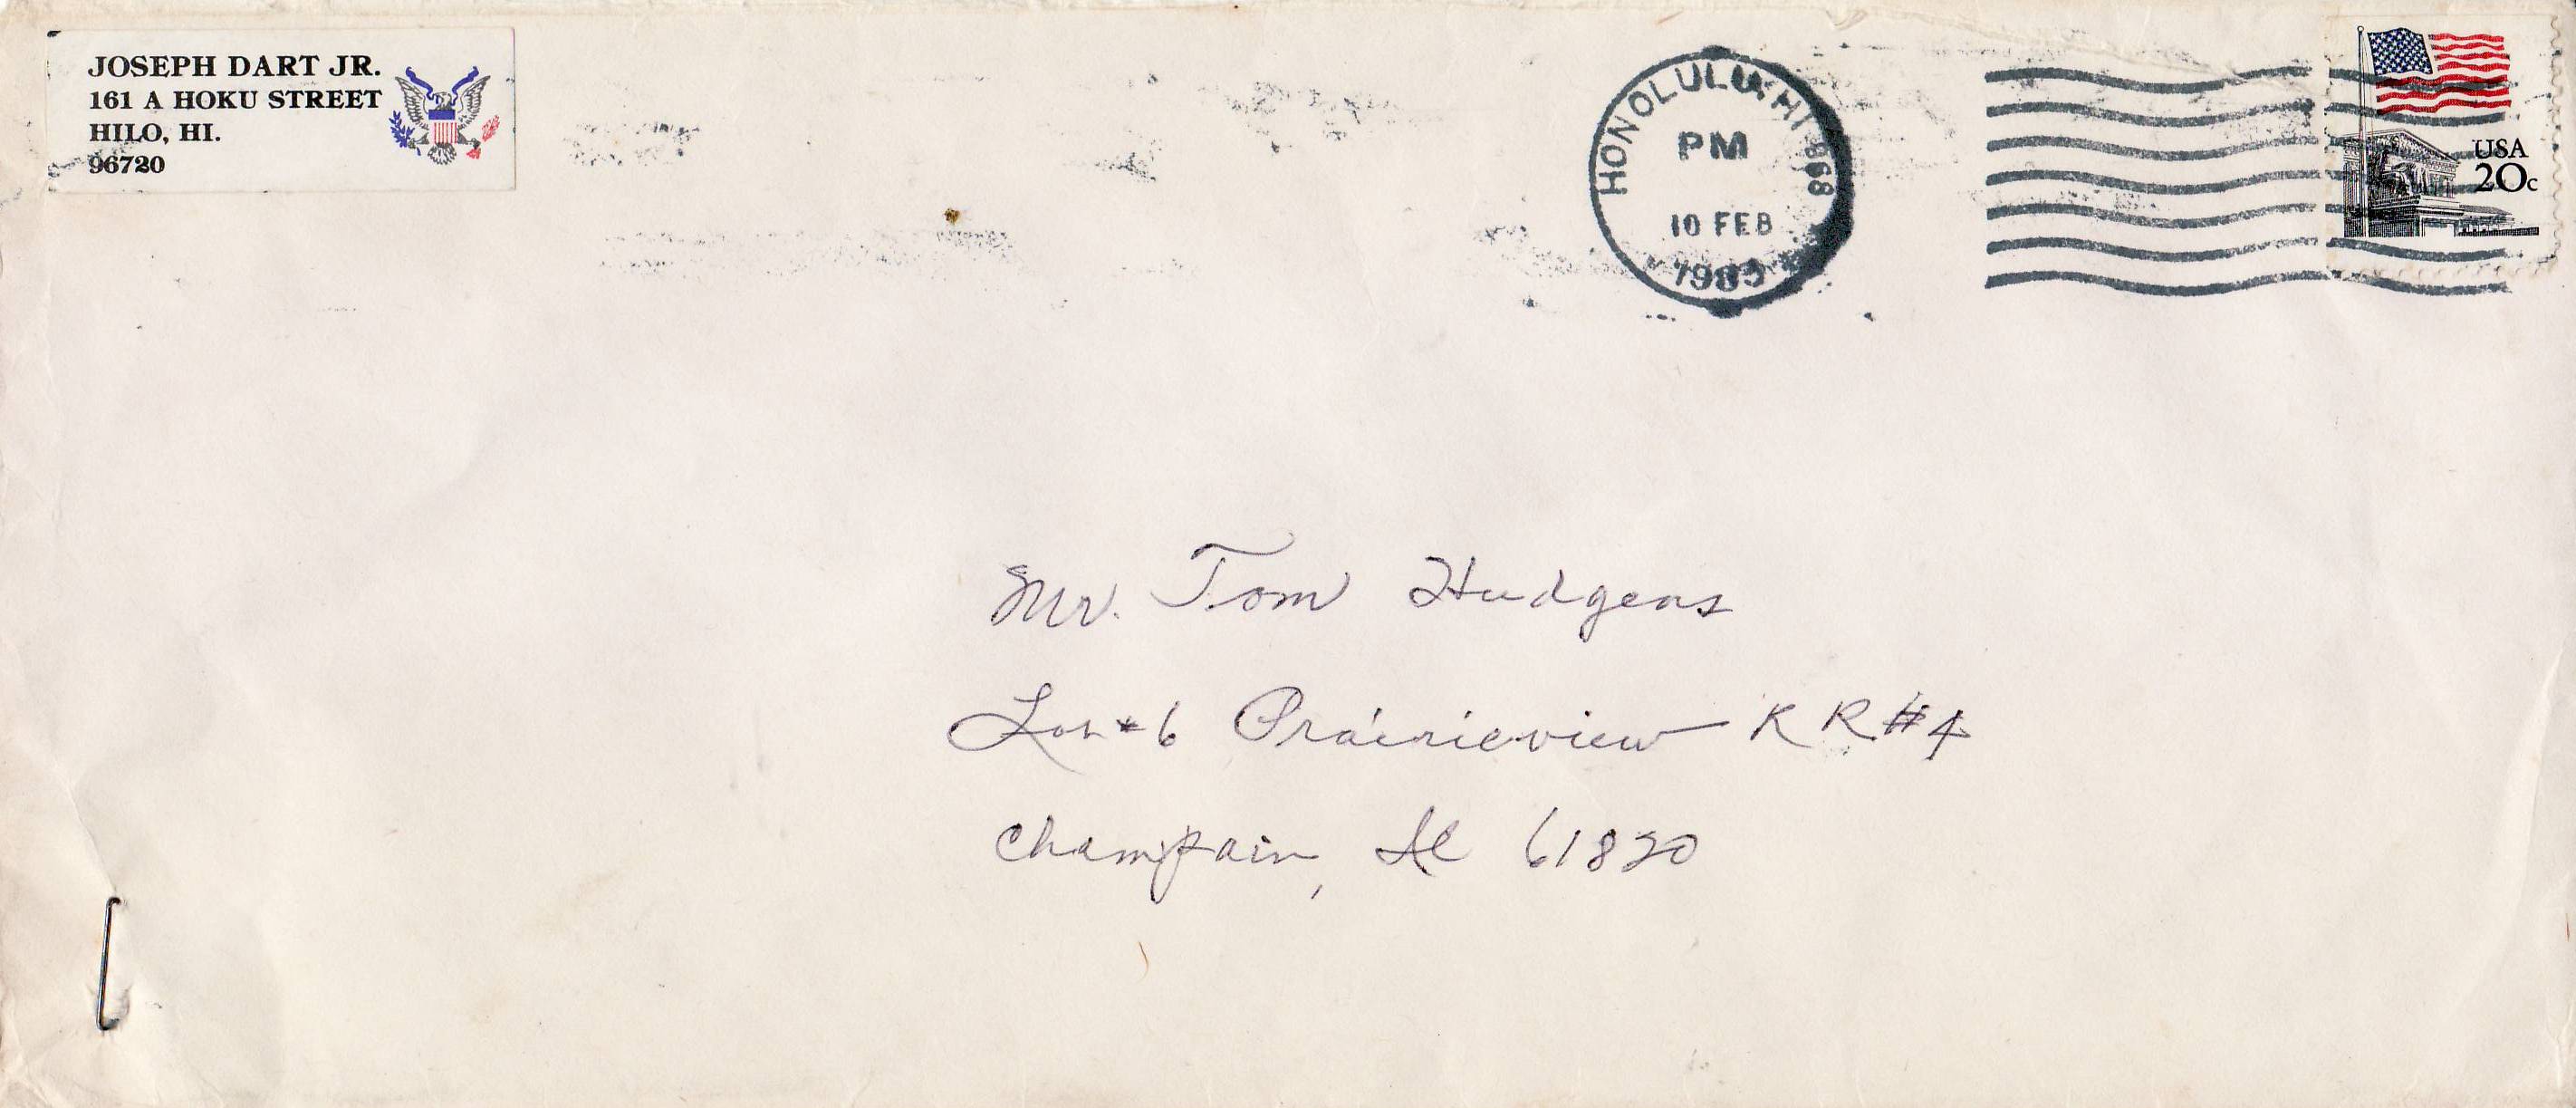 JOSEPH DART JR.
161 A HOKU STREET
HILO, HI.
96720
HONOLULU, HI 968
PM
10 FEB
USA
20c
Mr. Tom Hudgens
Lot #6 Prairieview RR#4
Champain, Il 61820